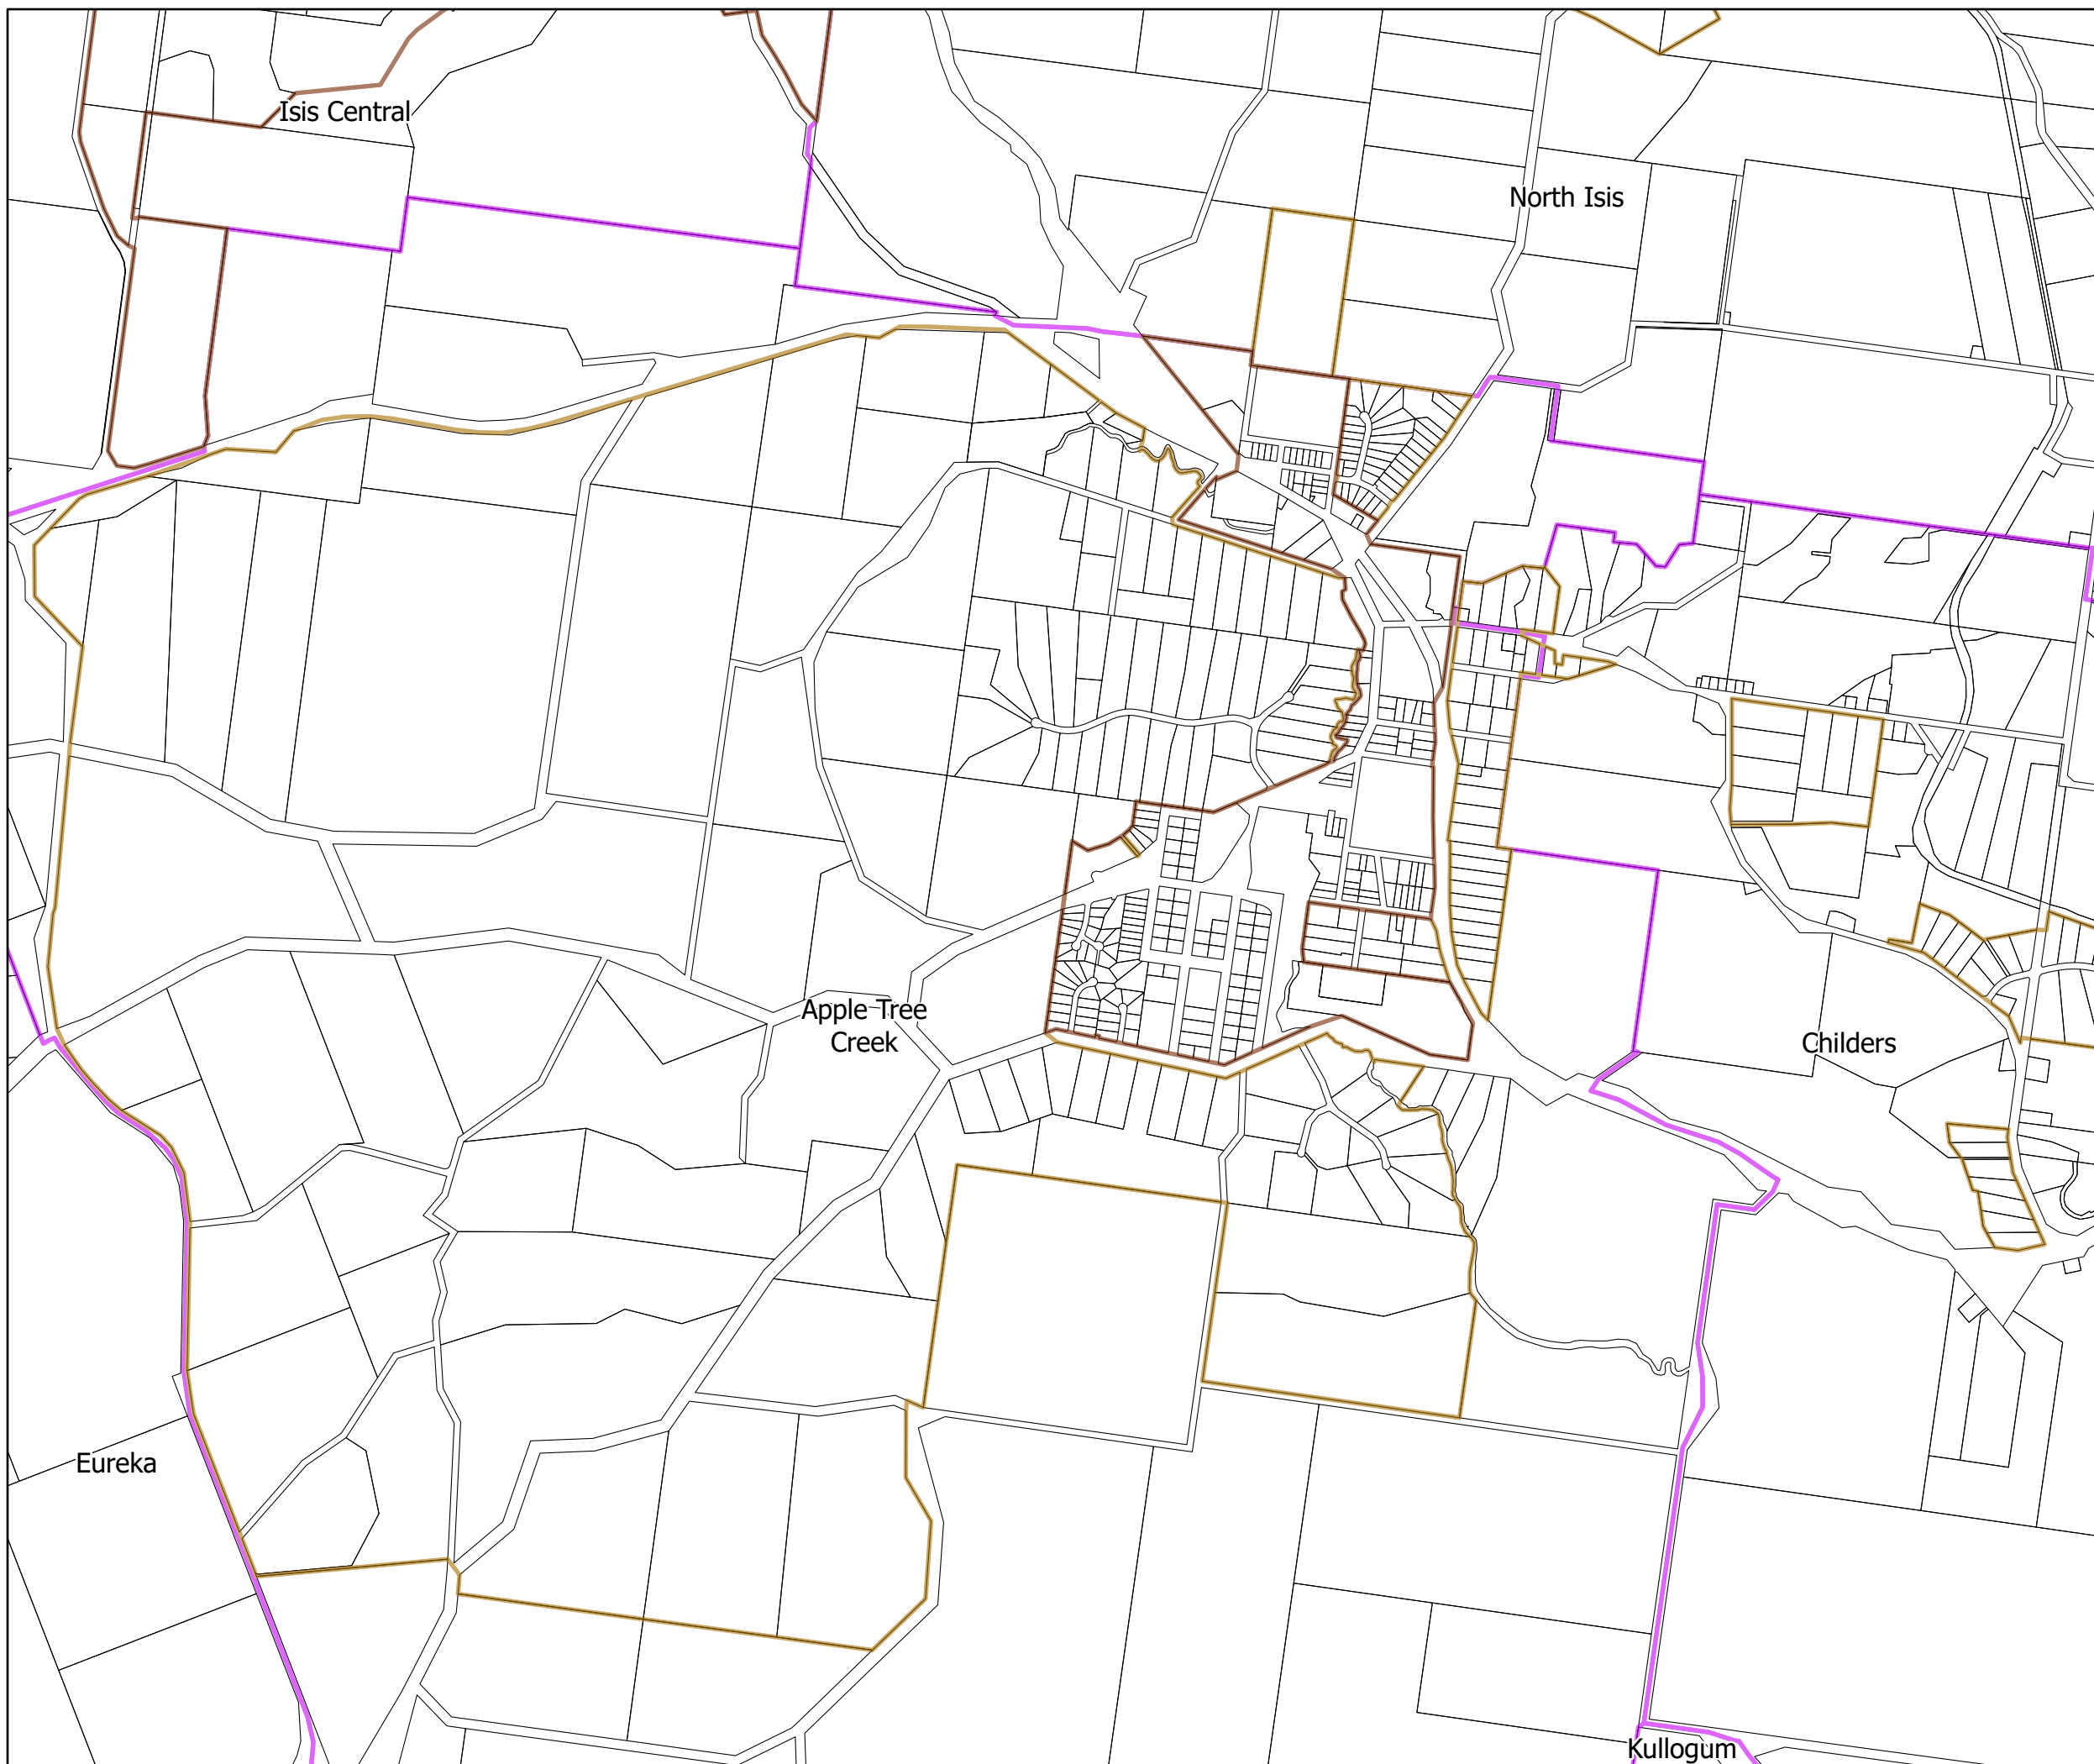 Isis Central
North Isis
Apple Tree
Creek
Childers
Eureka
Kullogum